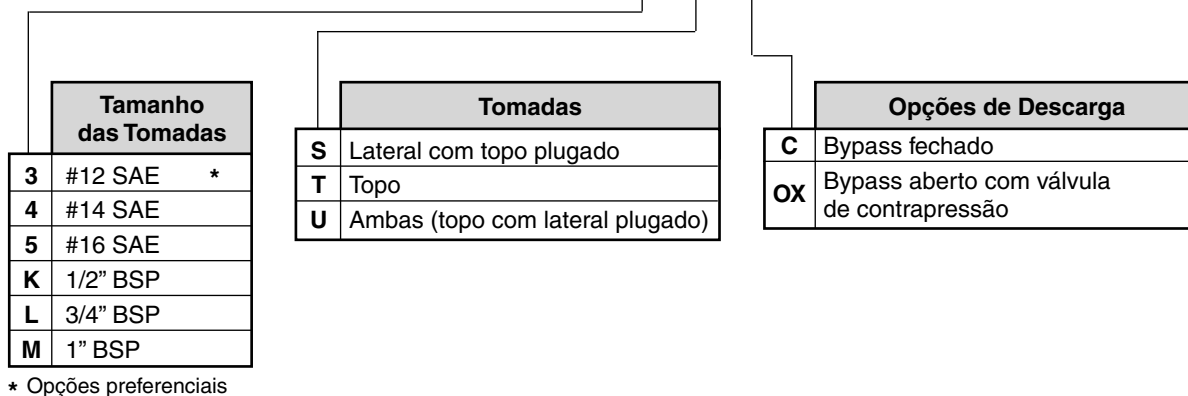 Tamanho
das Tomadas
3 #12 SAE *
4 #14 SAE
5 #16 SAE
K 1/2” BSP
L 3/4” BSP
M 1” BSP
* Opções preferenciais
Tomadas
S Lateral com topo plugado
T Topo
U Ambas (topo com lateral plugado)
Opções de Descarga
C Bypass fechado
OX Bypass aberto com válvula
de contrapressão